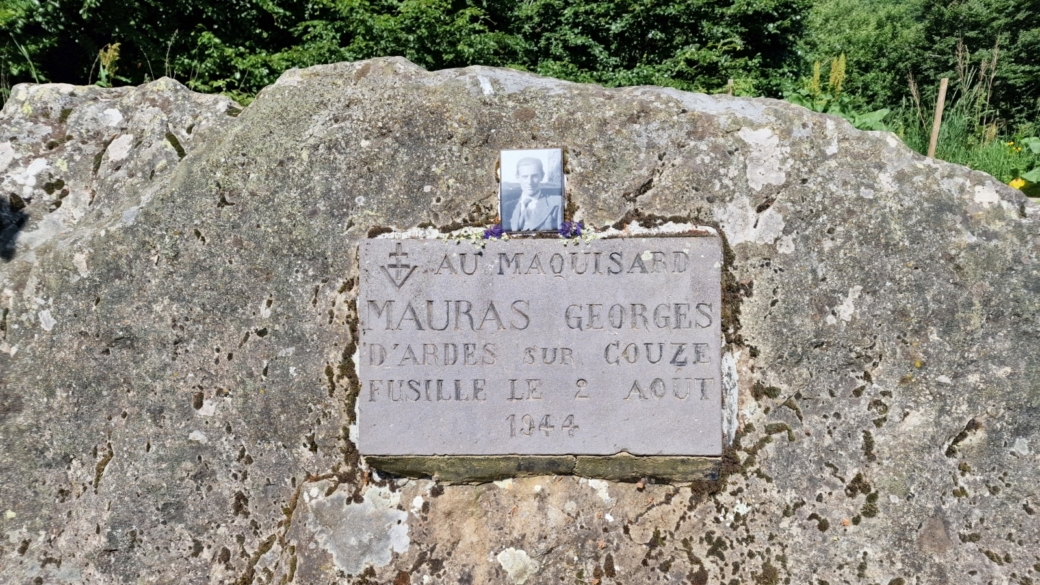 AU MAQUISARD
MAURAS GEORGES
D'ARDES SUR COUZE
FUSILLE LE 2 AOUT
1944